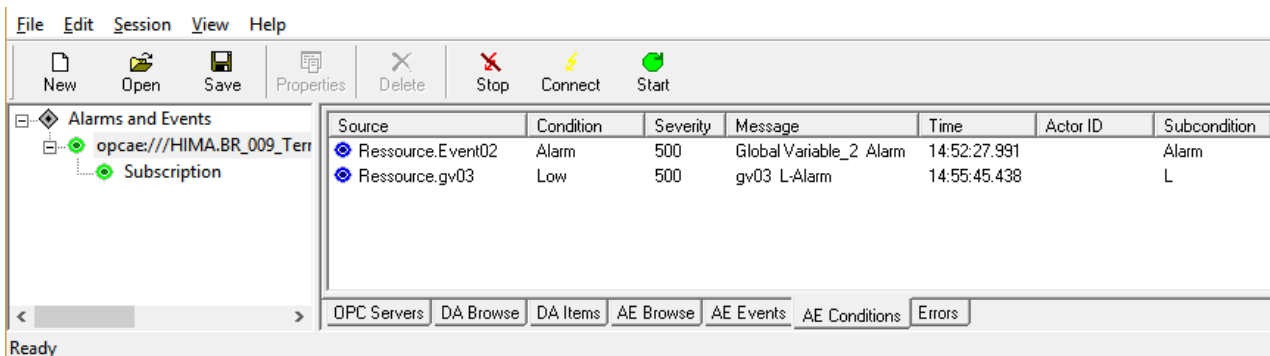 File Edit Session View Help
New Open Save Properties Delete Stop Connect Start
Alarms and Events
opcae:///HIMA.BR_009_Terr
Subscription
Source Condition Severity Message Time Actor ID Subcondition
Ressource.Event02 Alarm 500 Global Variable_2 Alarm 14:52:27.991 Alarm
Ressource.gv03 Low 500 gv03 L-Alarm 14:55:45.438 L
OPC Servers DA Browse DA Items AE Browse AE Events AE Conditions Errors
Ready